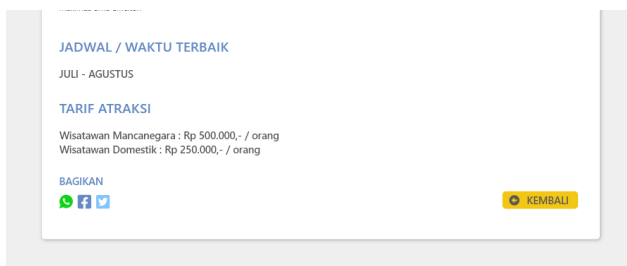 JADWAL / WAKTU TERBAIK
JULI - AGUSTUS
TARIF ATRAKSI
Wisatawan Mancanegara : Rp 500.000,- / orang
Wisatawan Domestik : Rp 250.000,- / orang
BAGIKAN
KEMBALI